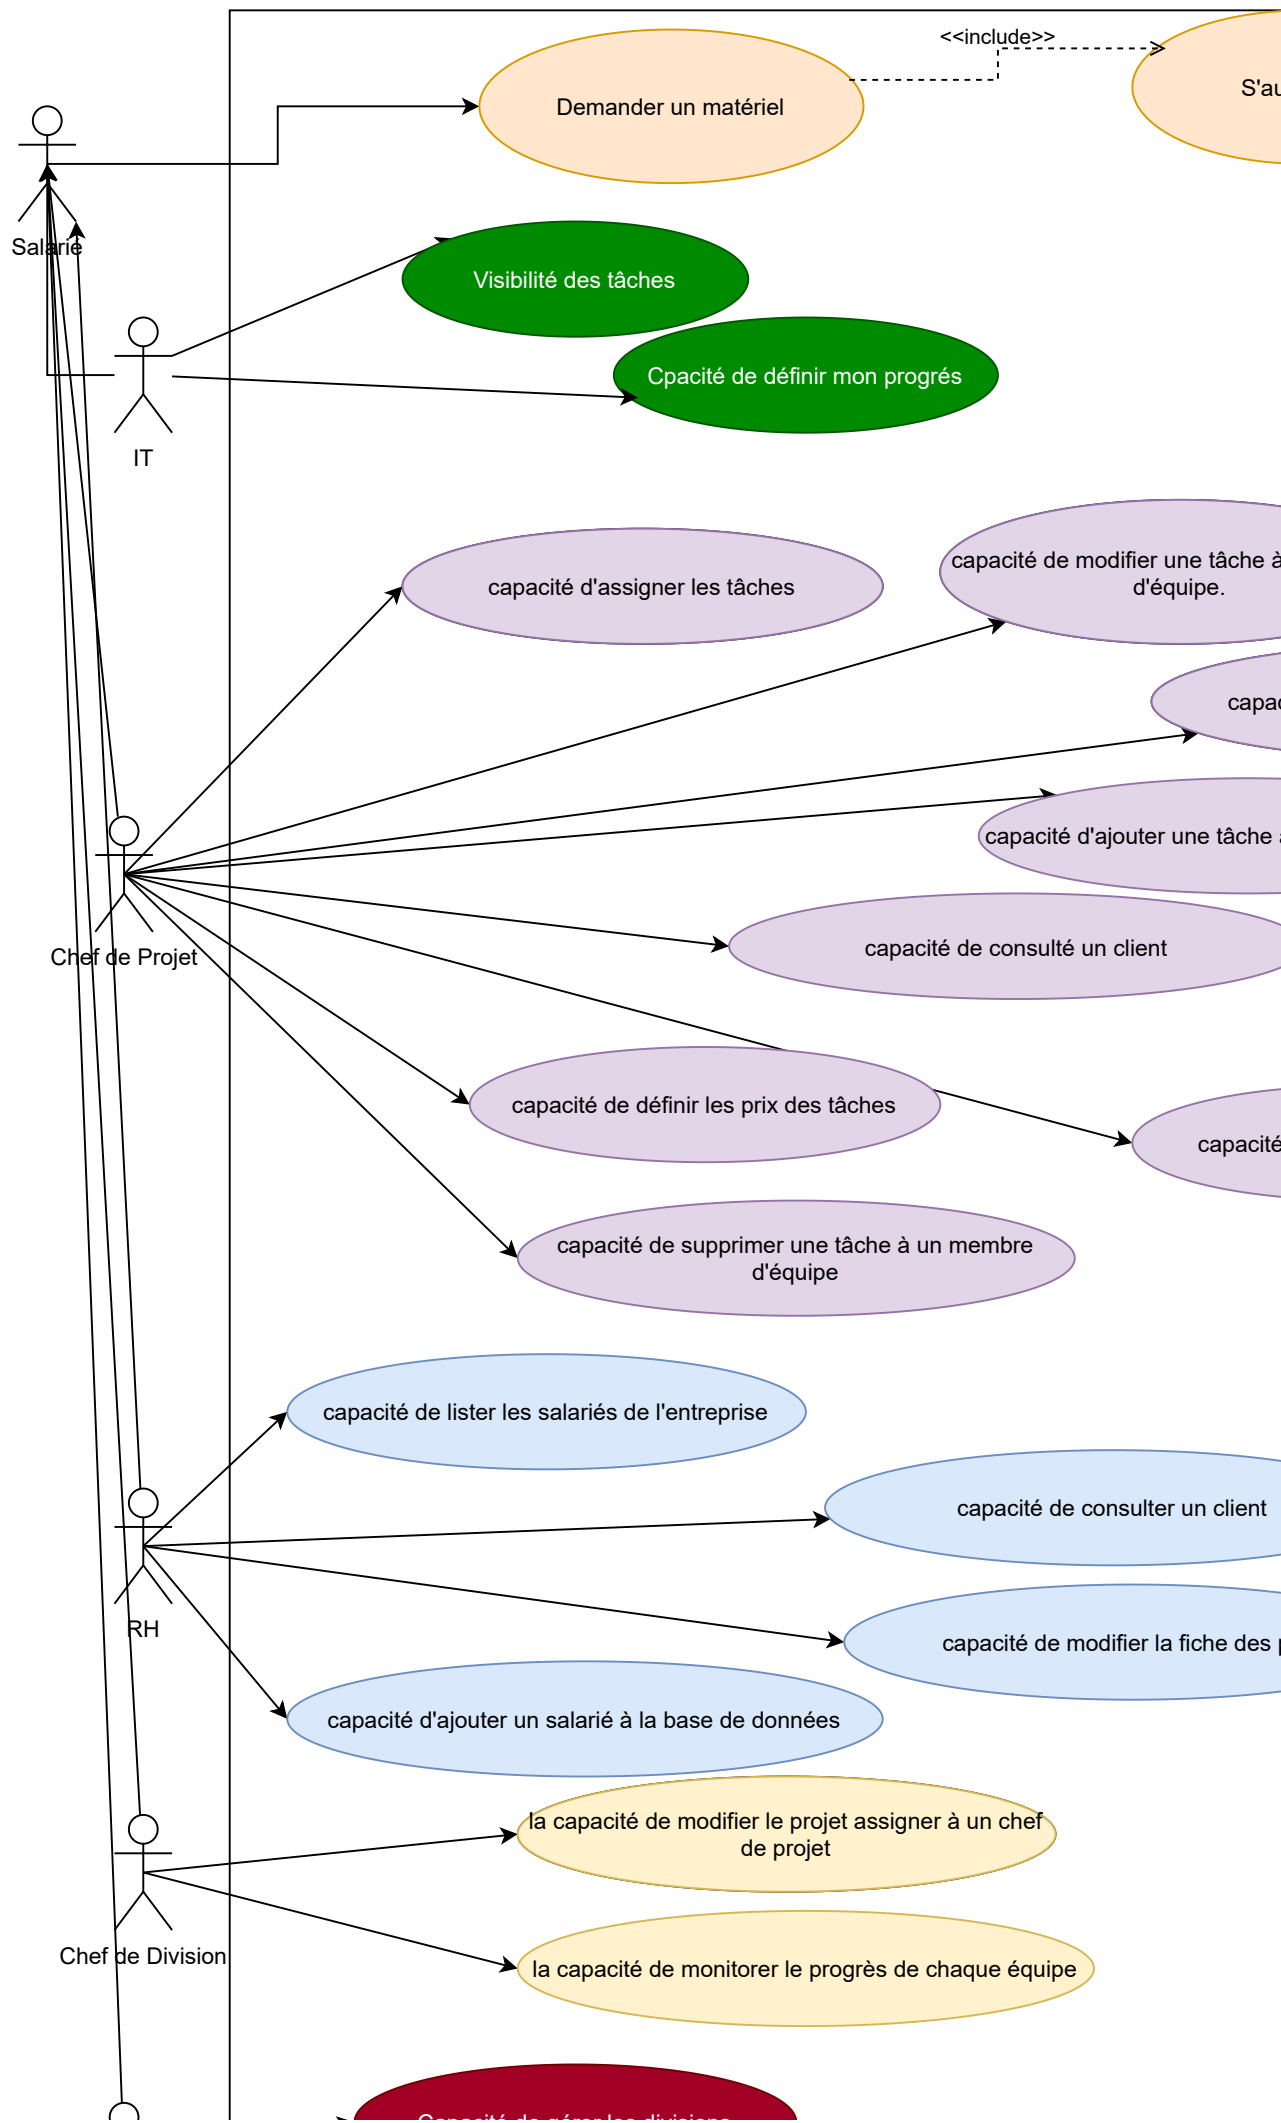 <<include>>
Demander un matériel
S'au
Salarié
Visibilité des tâches
Cpacité de définir mon progrés
IT
capacité d'assigner les tâches
capacité de modifier une tâche à
d'équipe.
capac
capacité d'ajouter une tâche
capacité de consulté un client
Chef de Projet
capacité de définir les prix des tâches
capacité
capacité de supprimer une tâche à un membre
d'équipe
capacité de lister les salariés de l'entreprise
capacité de consulter un client
RH
capacité de modifier la fiche des
capacité d'ajouter un salarié à la base de données
la capacité de modifier le projet assigner à un chef
de projet
Chef de Division
la capacité de monitorer le progrès de chaque équipe
Capacité de gérer les divisions